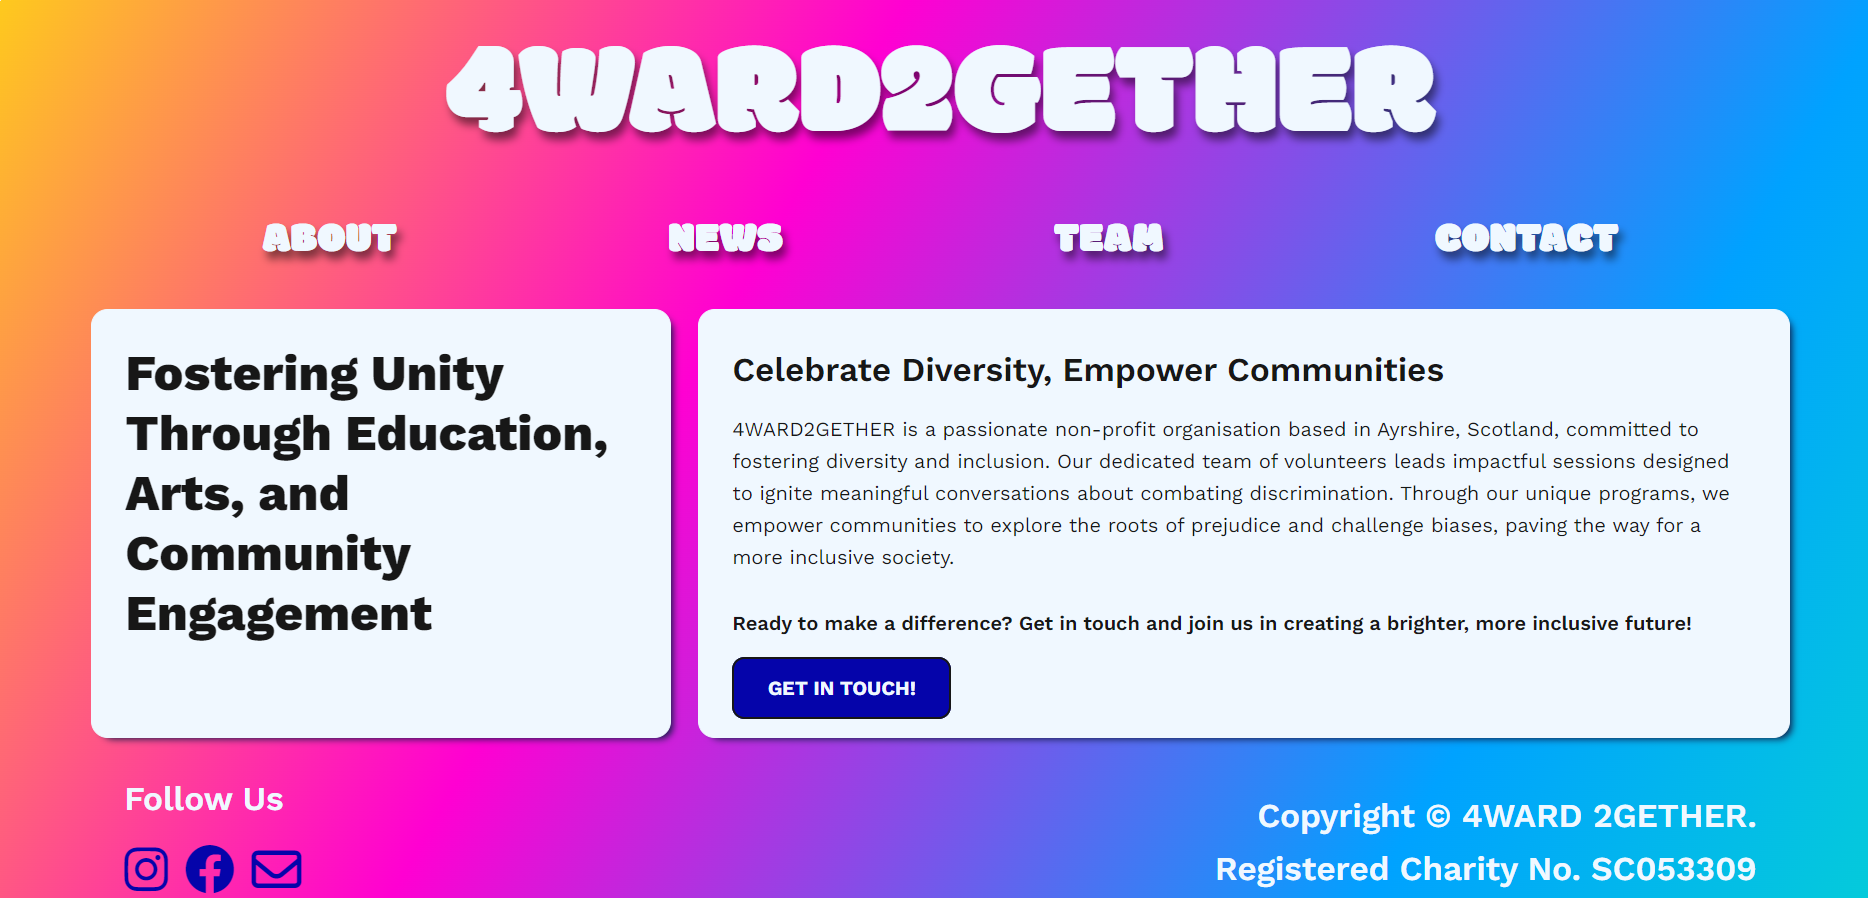 4WARD2GETHER
ABOUT
NEWS
TEAM
CONTACT
Fostering Unity
Through Education,
Arts, and
Community
Engagement
Celebrate Diversity, Empower Communities
4WARD2GETHER is a passionate non-profit organisation based in Ayrshire, Scotland, committed to
fostering diversity and inclusion. Our dedicated team of volunteers leads impactful sessions designed
to ignite meaningful conversations about combating discrimination. Through our unique programs, we
empower communities to explore the roots of prejudice and challenge biases, paving the way for a
more inclusive society.
Ready to make a difference? Get in touch and join us in creating a brighter, more inclusive future!
GET IN TOUCH!
Follow Us
Copyright © 4WARD 2GETHER.
Registered Charity No. SC053309